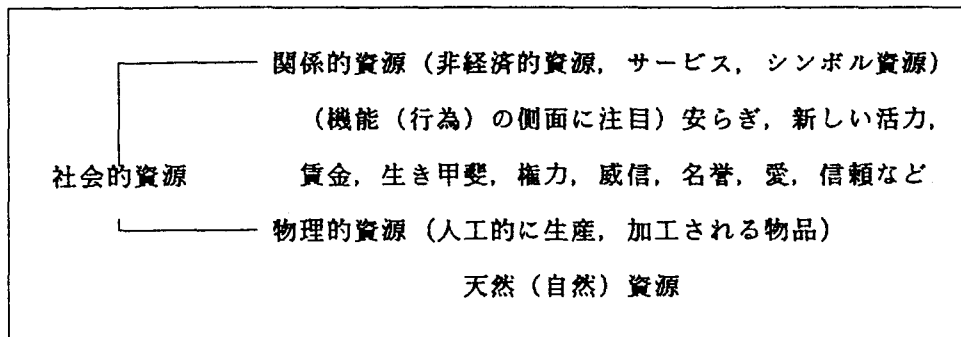 関係的資源（非経済的資源，サービス，シンボル資源）
（機能（行為）の側面に注目）安らぎ，新しい活力，
社会的資源 賃金，生き甲斐，権力，威信，名誉，愛，信頼など
物理的資源（人工的に生産，加工される物品）
天然（自然）資源